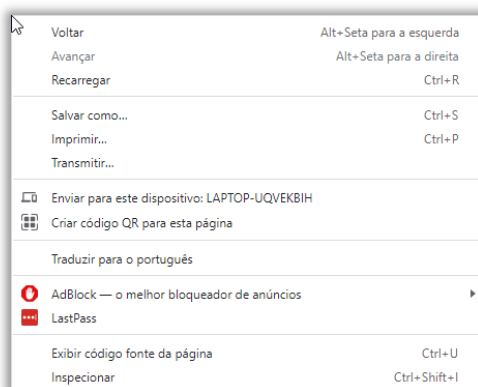 Voltar Alt+Seta para a esquerda
Avançar Alt+Seta para a direita
Recarregar Ctrl+R
Salvar como... Ctrl+S
Imprimir... Ctrl+P
Transmitir...
Enviar para este dispositivo: LAPTOP-UQVEKBIH
Criar código QR para esta página
Traduzir para o português
AdBlock — o melhor bloqueador de anúncios
LastPass
Exibir código fonte da página Ctrl+U
Inspecionar Ctrl+Shift+I